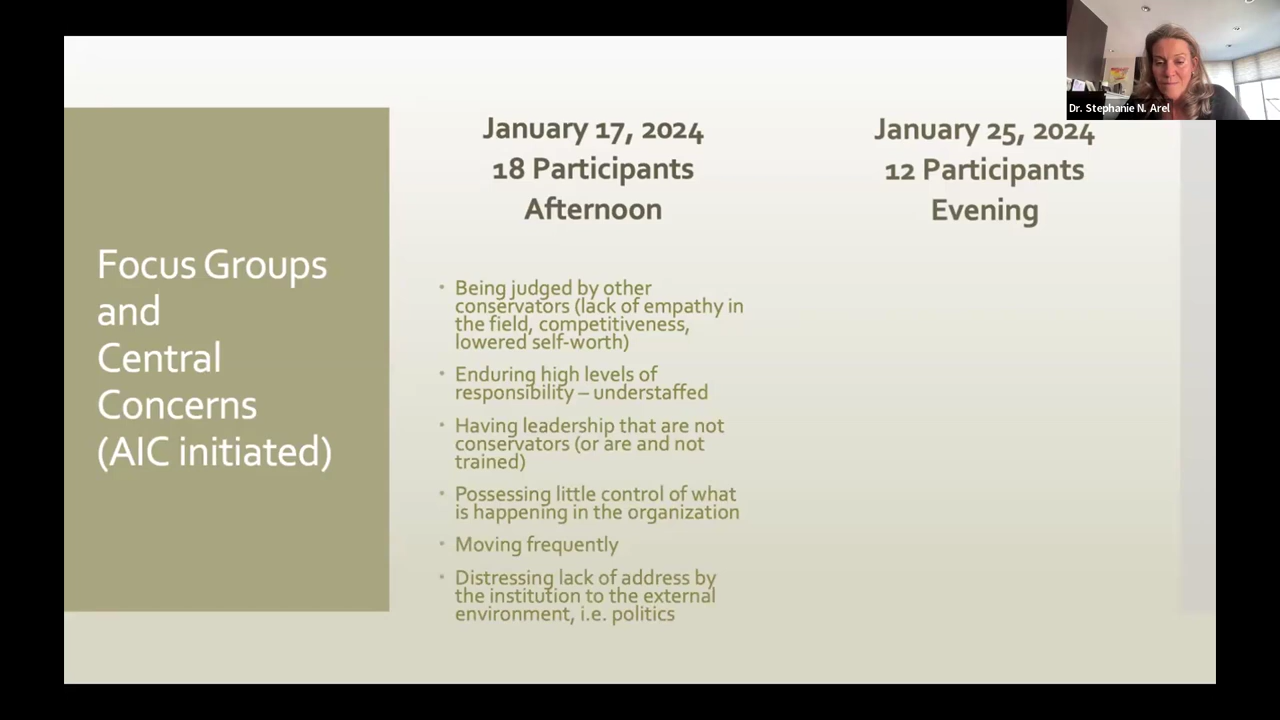 Dr. Stephanie N. Arel
Focus Groups
and
Central
Concerns
(AIC initiated)
January 17, 2024
18 Participants
Afternoon
• Being judged by other
conservators (lack of empathy in
the field, competitiveness,
lowered self-worth)
• Enduring high levels of
responsibility – understaffed
• Having leadership that are not
conservators (or are and not
trained)
• Possessing little control of what
is happening in the organization
• Moving frequently
• Distressing lack of address by
the institution to the external
environment, i.e. politics
January 25, 2024
12 Participants
Evening